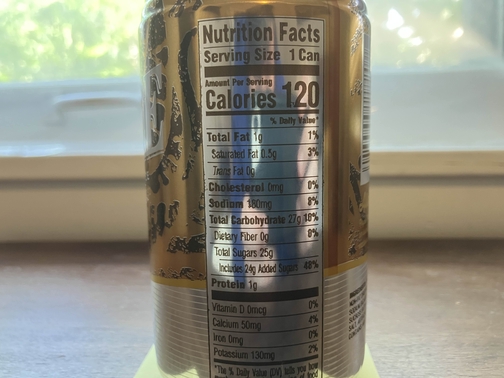 Nutrition Facts
Serving Size 1 Can
Amount Per Serving
Calories 120
% Daily Value*
Total Fat 1g 1%
Saturated Fat 0.5g 3%
Trans Fat 0g
Cholesterol 0mg 0%
Sodium 180mg 8%
Total Carbohydrate 27g 10%
Dietary Fiber 0g 0%
Total Sugars 25g
Includes 24g Added Sugars 48%
Protein 1g
Vitamin D 0mcg 0%
Calcium 50mg 4%
Iron 0mg 0%
Potassium 130mg 2%
*The % Daily Value (DV) tells you how